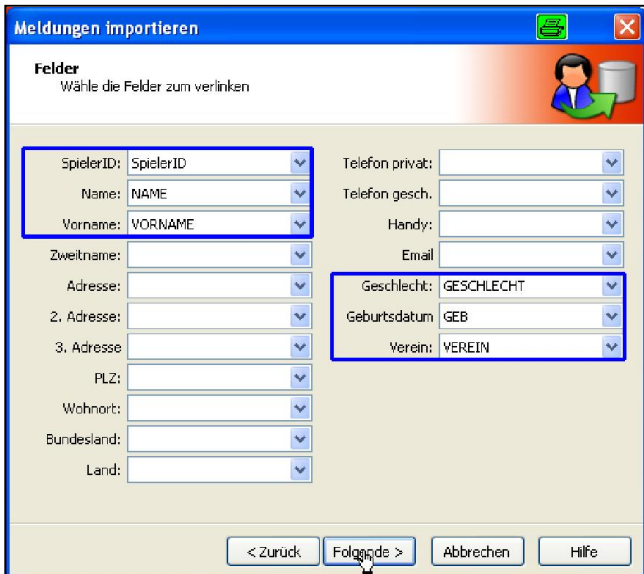 Meldungen importieren
Felder
Wähle die Felder zum verlinken
SpielerID: SpielerID
Name: NAME
Vorname: VORNAME
Zweitname:
Adresse:
2. Adresse:
3. Adresse
PLZ:
Wohnort:
Bundesland:
Land:
Telefon privat:
Telefon gesch.
Handy:
Email
Geschlecht: GESCHLECHT
Geburtsdatum GEB
Verein: VEREIN
< Zurück
Folgende >
Abbrechen
Hilfe